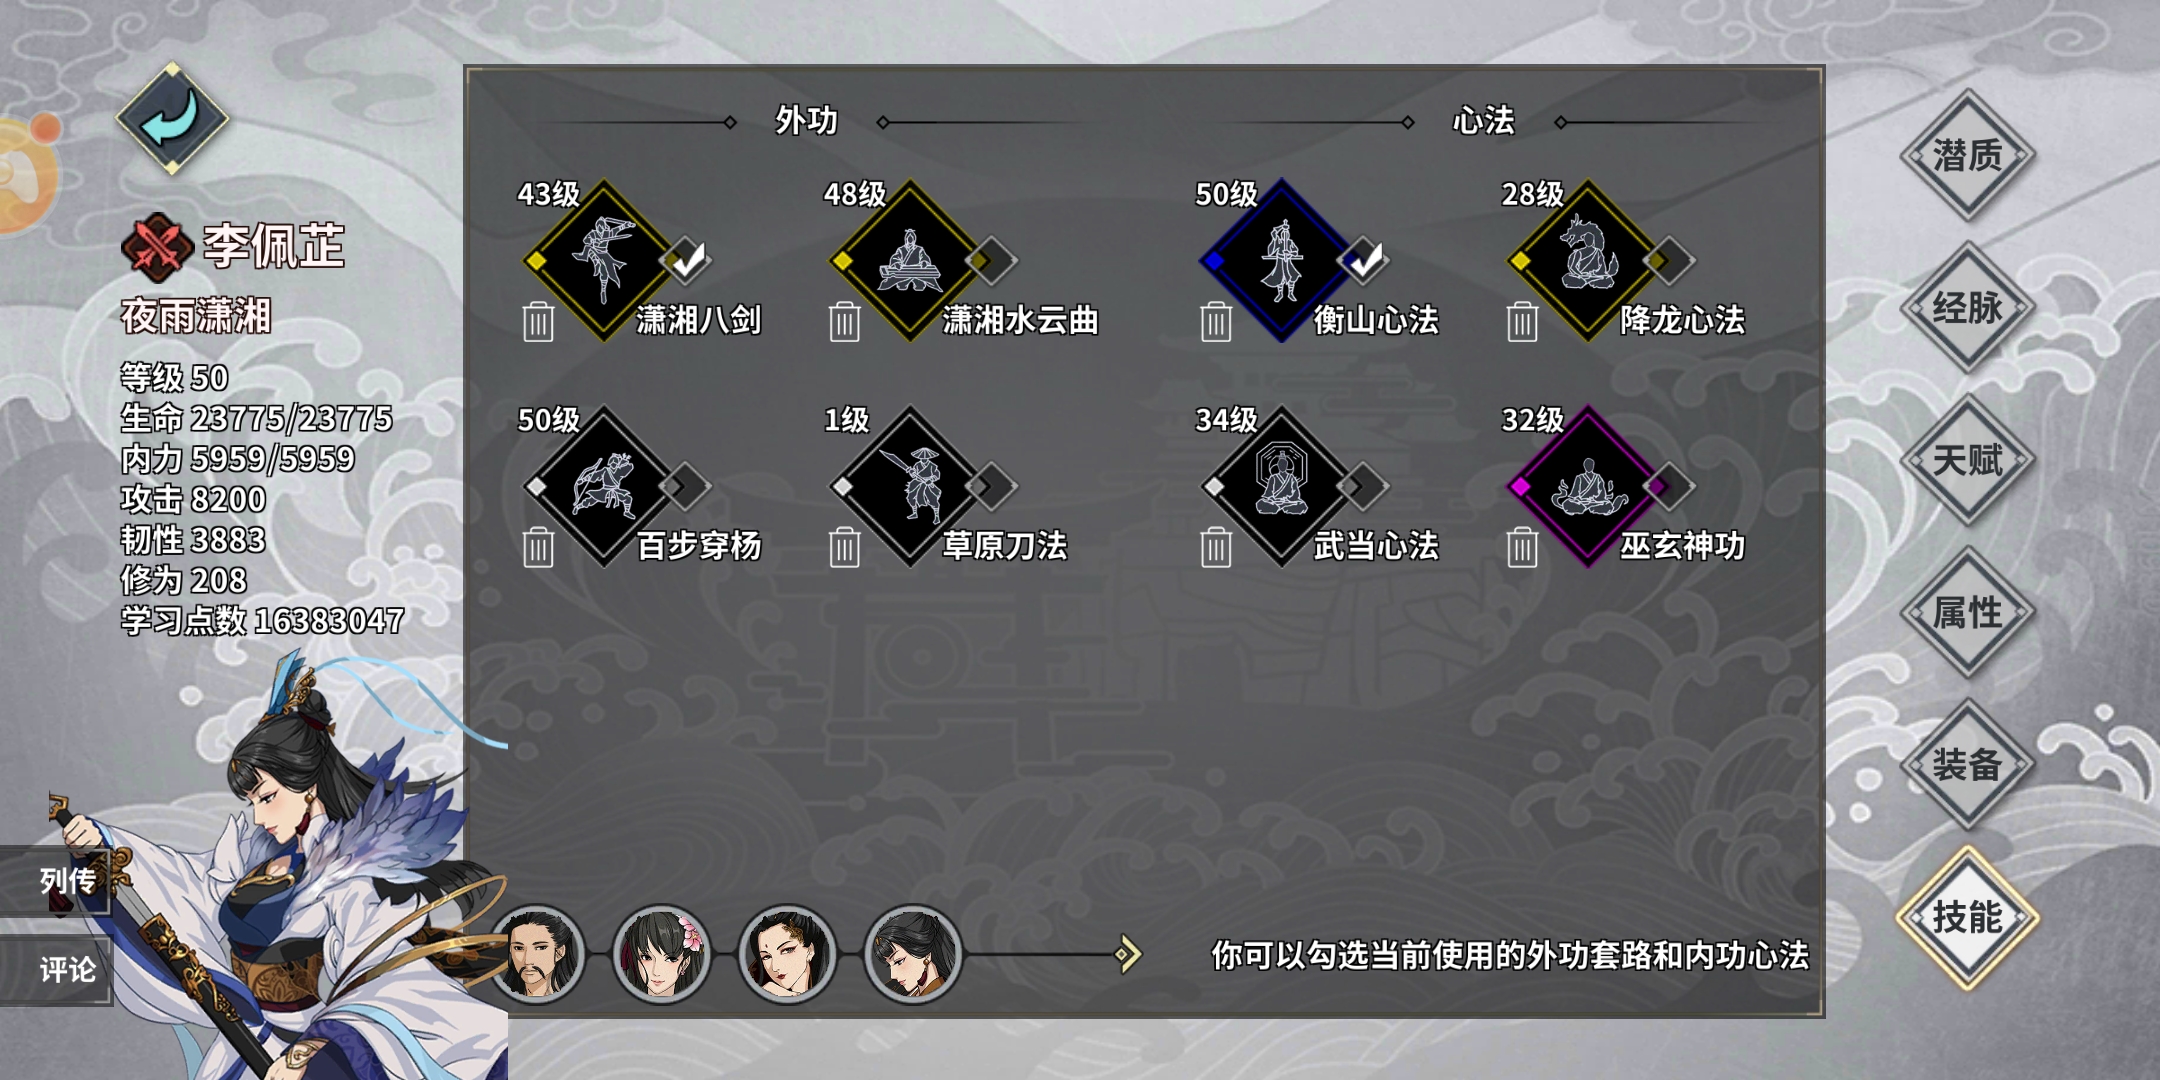 李佩芷
夜雨潇湘
等级 50
生命 23775/23775
内力 5959/5959
攻击 8200
韧性 3883
修为 208
学习点数 16383047
列传
评论
外功
43级
潇湘八剑
48级
潇湘水云曲
50级
百步穿杨
1级
草原刀法
心法
50级
衡山心法
28级
降龙心法
34级
武当心法
32级
巫玄神功
你可以勾选当前使用的外功套路和内功心法
潜质
经脉
天赋
属性
装备
技能